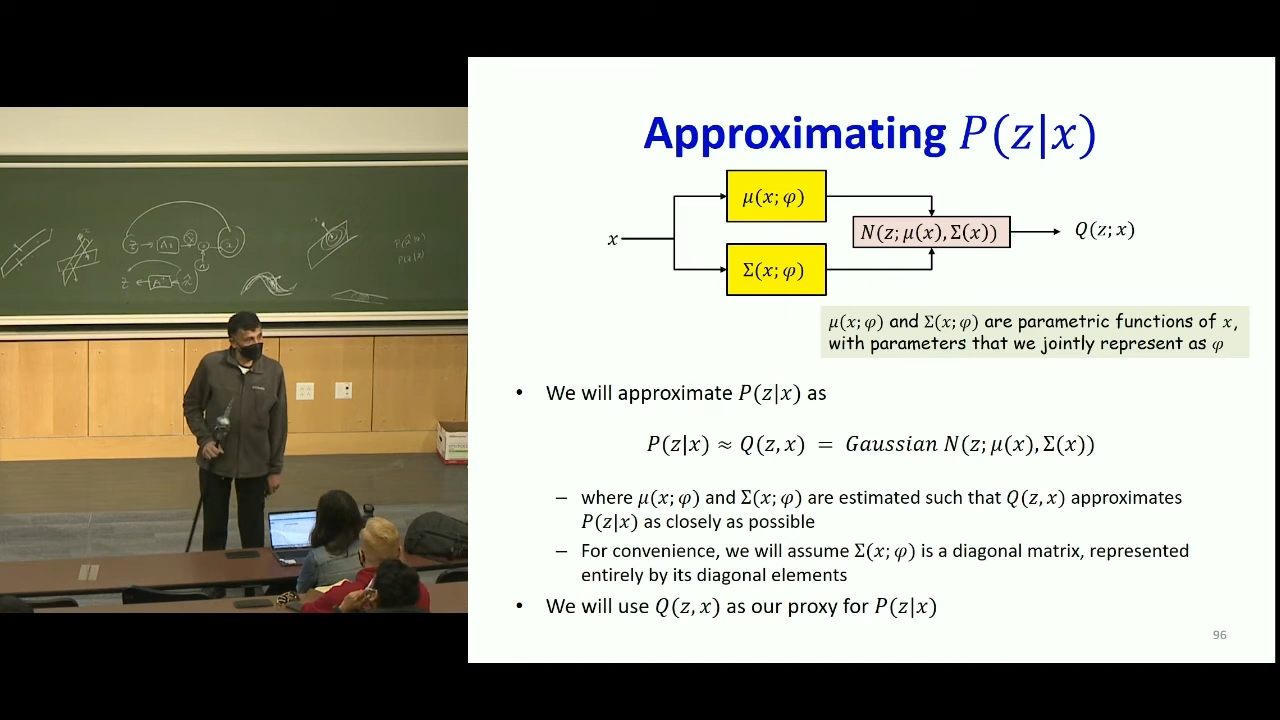 Approximating P(z|x)
μ(x; φ)
x
N(z; μ(x), Σ(x))
Q(z; x)
Σ(x; φ)
μ(x; φ) and Σ(x; φ) are parametric functions of x,
with parameters that we jointly represent as φ
• We will approximate P(z|x) as
P(z|x) ≈ Q(z, x) = Gaussian N(z; μ(x), Σ(x))
– where μ(x; φ) and Σ(x; φ) are estimated such that Q(z, x) approximates
P(z|x) as closely as possible
– For convenience, we will assume Σ(x; φ) is a diagonal matrix, represented
entirely by its diagonal elements
• We will use Q(z, x) as our proxy for P(z|x)
96